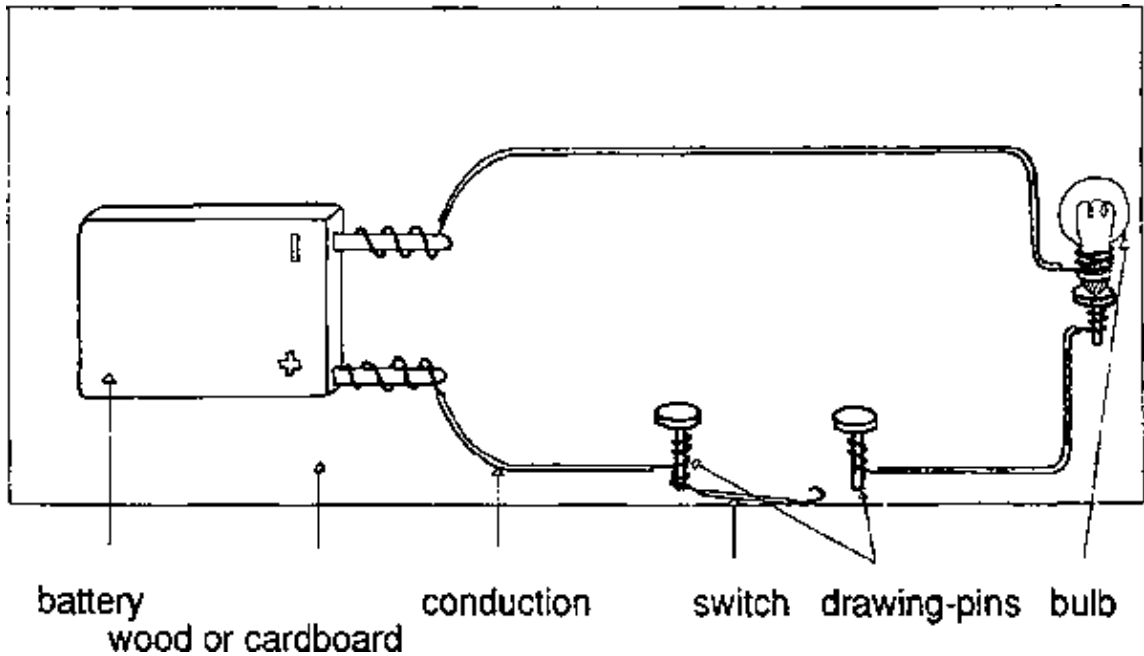 −
+
battery conduction switch drawing-pins bulb
wood or cardboard